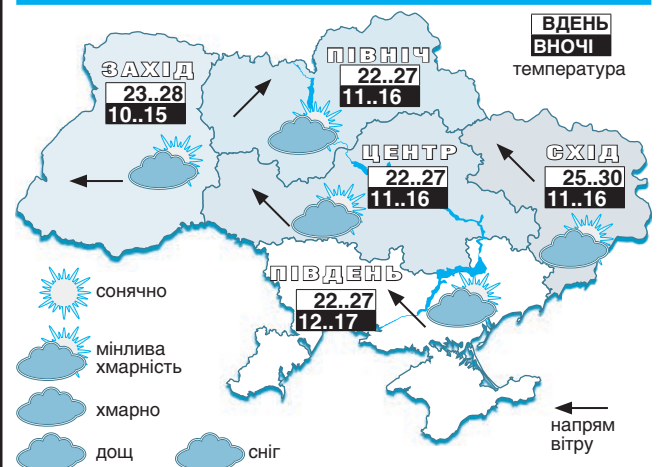 ВДЕНЬ
ВНОЧІ
температура
ПІВНІЧ
22..27
11..16
ЗАХІД
23..28
10..15
ЦЕНТР
22..27
11..16
СХІД
25..30
11..16
ПІВДЕНЬ
22..27
12..17
сонячно
мінлива
хмарність
хмарно
дощ
сніг
напрям
вітру